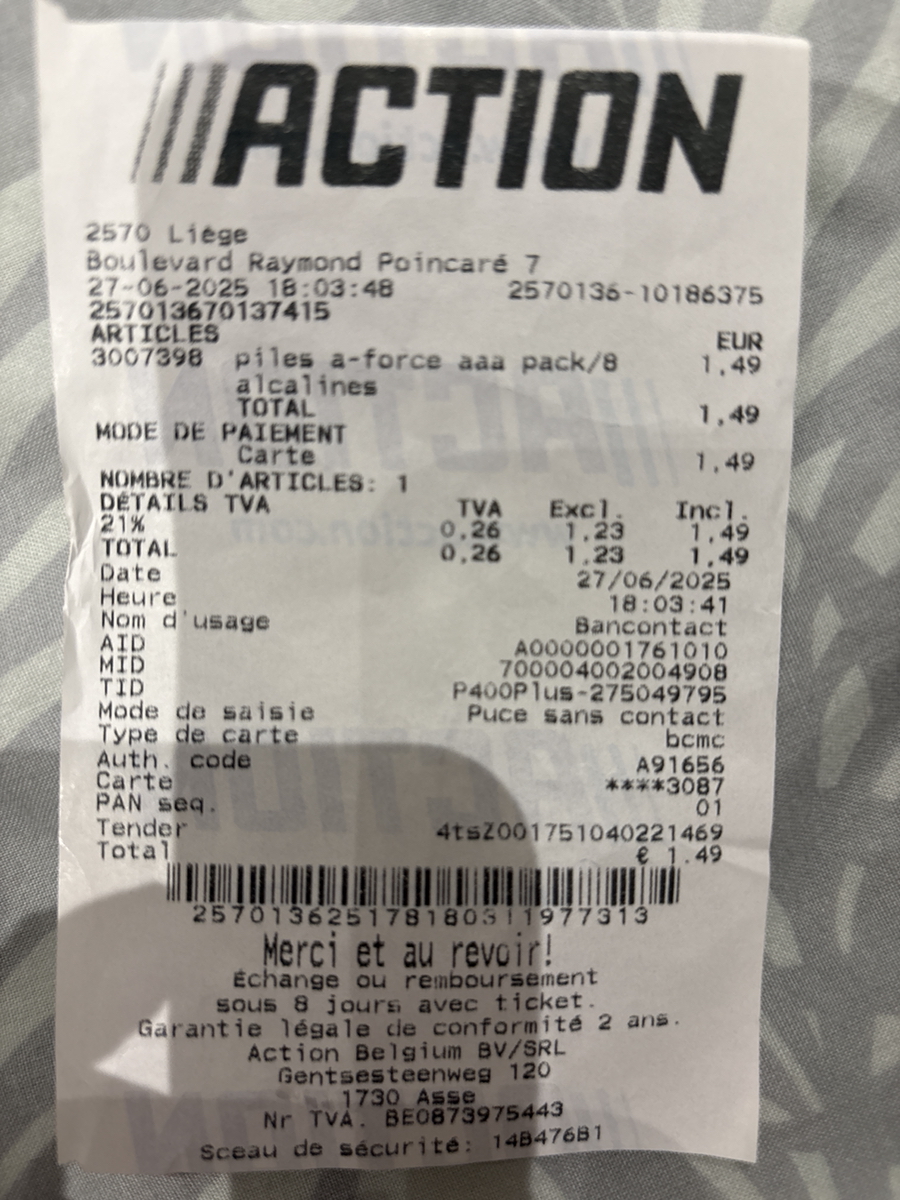 ACTION
2570 Liège
Boulevard Raymond Poincaré 7
27-06-2025 18:03:48 2570136-10186375
257013670137415
ARTICLES EUR
3007398 piles a-force aaa pack/8 1,49
alcalines
TOTAL 1,49
MODE DE PAIEMENT
Carte 1,49
NOMBRE D'ARTICLES: 1
DÉTAILS TVA TVA Excl. Incl.
21% 0,26 1,23 1,49
TOTAL 0,26 1,23 1,49
Date 27/06/2025
Heure 18:03:41
Nom d'usage Bancontact
AID A0000001761010
MID 700004002004908
TID P400Plus-275049795
Mode de saisie Puce sans contact
Type de carte bcmc
Auth. code A91656
Carte ****3087
PAN seq. 01
Tender 4tsZ001751040221469
Total € 1.49
Merci et au revoir!
Échange ou remboursement
sous 8 jours avec ticket.
Garantie légale de conformité 2 ans.
Action Belgium BV/SRL
Gentsesteenweg 120
1730 Asse
Nr TVA. BE0873975443
Sceau de sécurité: 14B476B1